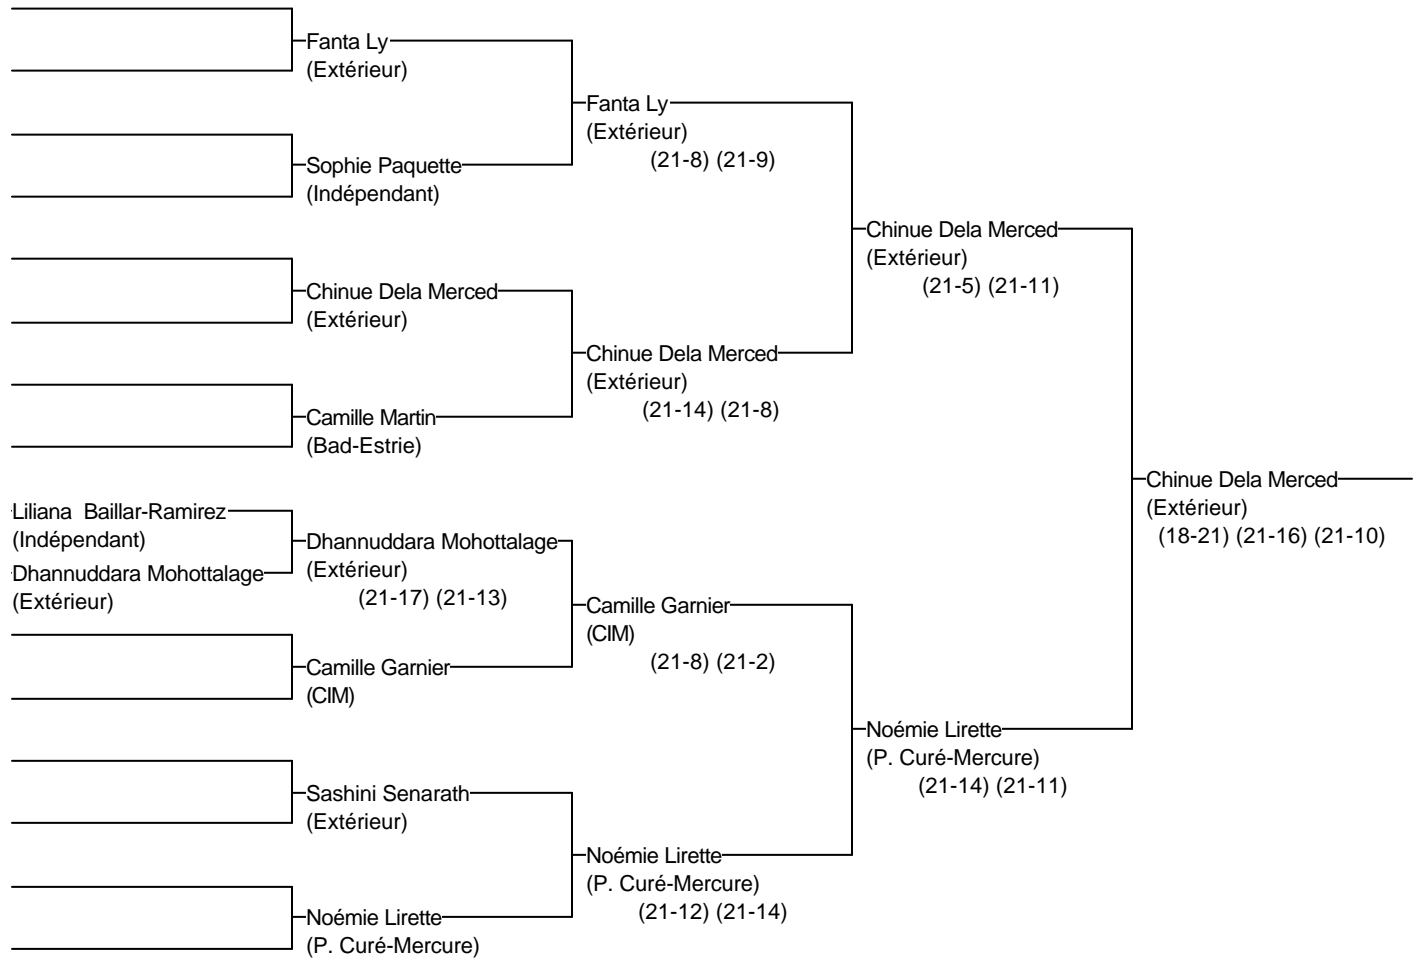 Fanta Ly
(Extérieur)
Fanta Ly
(Extérieur)
(21-8) (21-9)
Sophie Paquette
(Indépendant)
Chinue Dela Merced
(Extérieur)
(21-5) (21-11)
Chinue Dela Merced
(Extérieur)
Chinue Dela Merced
(Extérieur)
(21-14) (21-8)
Camille Martin
(Bad-Estrie)
Chinue Dela Merced
(Extérieur)
(18-21) (21-16) (21-10)
Liliana Baillar-Ramirez
(Indépendant)
Dhannuddara Mohottalage
(Extérieur)
(21-17) (21-13)
Dhannuddara Mohottalage
(Extérieur)
Camille Garnier
(CIM)
(21-8) (21-2)
Camille Garnier
(CIM)
Noémie Lirette
(P. Curé-Mercure)
(21-14) (21-11)
Sashini Senarath
(Extérieur)
Noémie Lirette
(P. Curé-Mercure)
(21-12) (21-14)
Noémie Lirette
(P. Curé-Mercure)